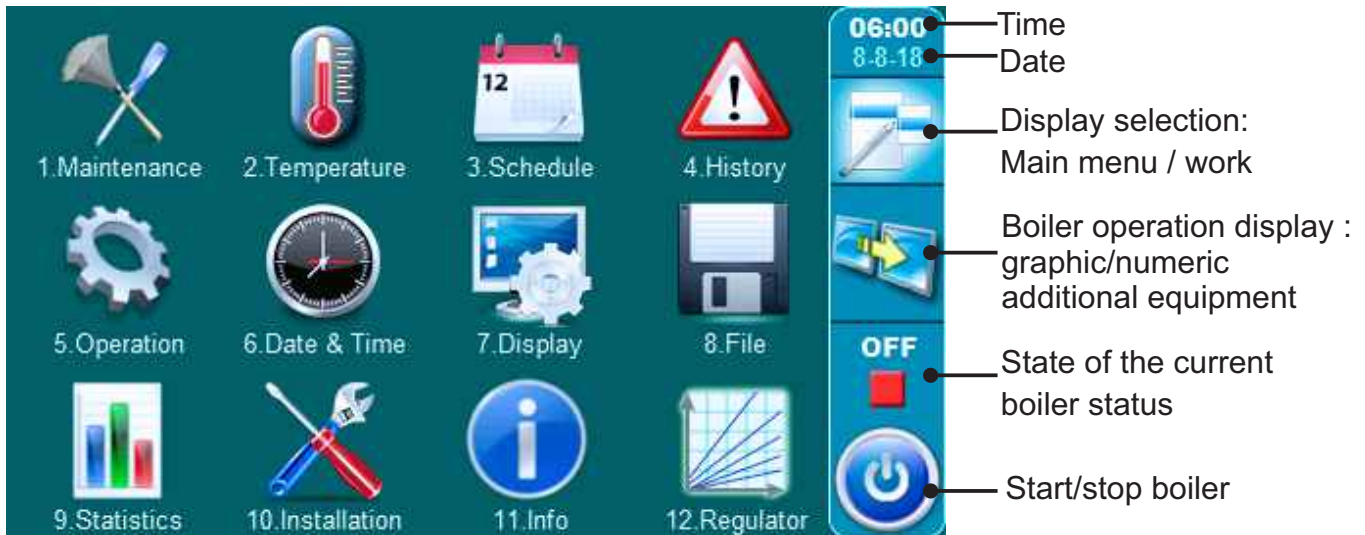 06:00
Time
8-8-18
Date
12
1.Maintenance
2.Temperature
3.Schedule
4.History
Display selection:
Main menu / work
5.Operation
6.Date & Time
7.Display
8.File
Boiler operation display :
graphic/numeric
additional equipment
OFF
State of the current
boiler status
9.Statistics
10.Installation
11.Info
12.Regulator
Start/stop boiler